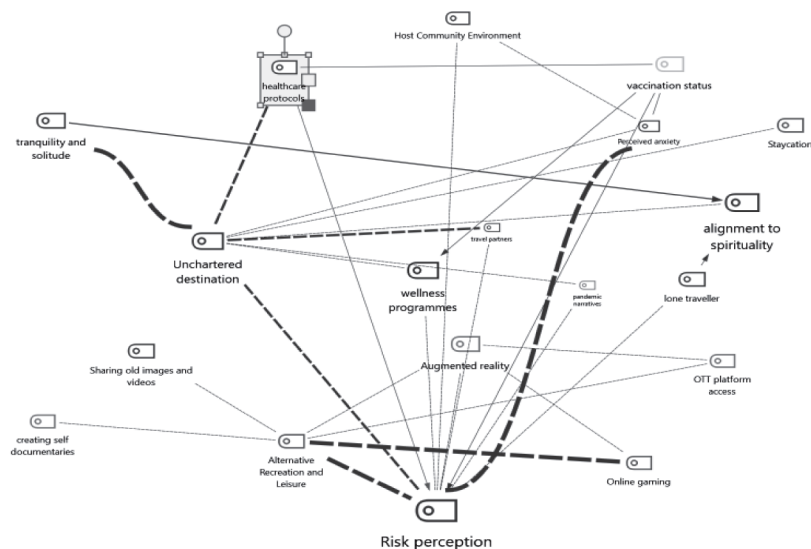 Host Community Environment
healthcare
protocols
vaccination status
tranquility and
solitude
Perceived anxiety
Staycation
alignment to
spirituality
travel partners
Unchartered
destination
wellness
programmes
pandemic
narratives
lone traveller
Sharing old images and
videos
Augmented reality
OTT platform
access
creating self
documentaries
Alternative
Recreation and
Leisure
Online gaming
Risk perception